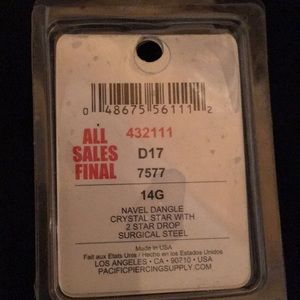 0 48675 56111 2
ALL
SALES
FINAL
432111
D17
7577
14G
NAVEL DANGLE
CRYSTAL STAR WITH
2 STAR DROP
SURGICAL STEEL
Made in USA
Fait aux Etats Unis / Hecho en los Estados Unidos
LOS ANGELES • CA • 90710 • USA
PACIFICPIERCINGSUPPLY.COM